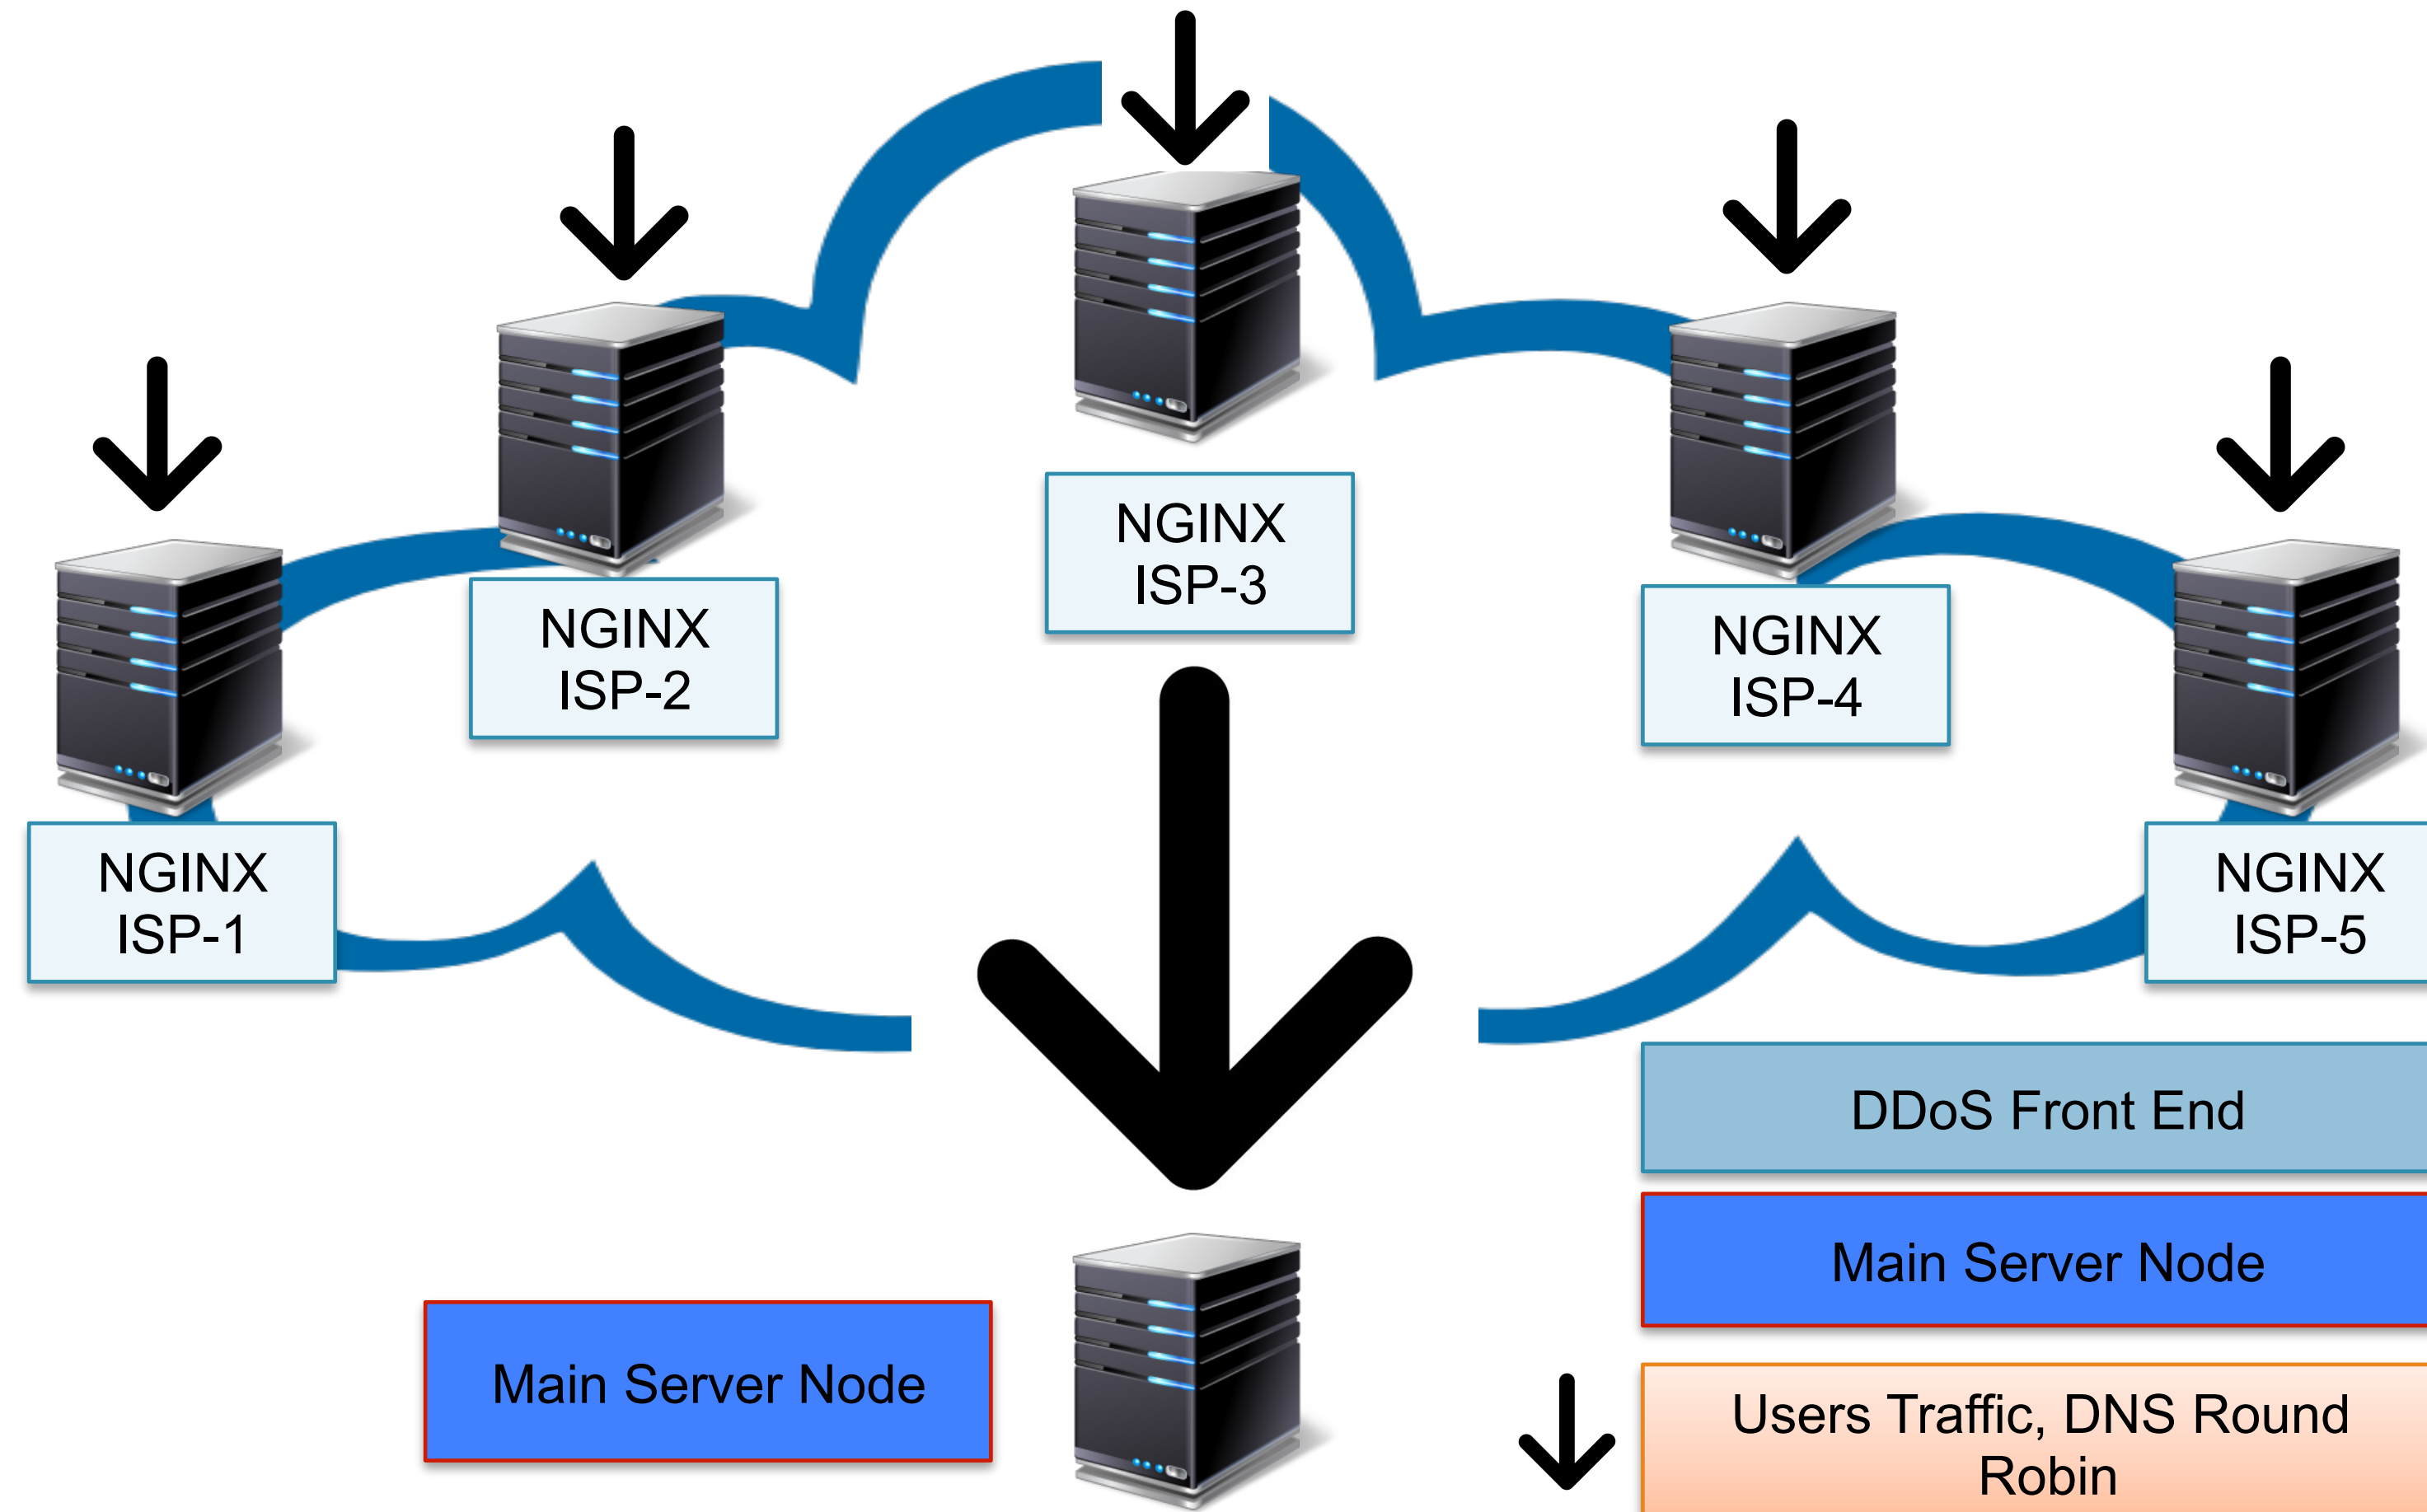 NGINX
ISP-3
NGINX
ISP-2
NGINX
ISP-4
NGINX
ISP-1
NGINX
ISP-5
DDoS Front End
Main Server Node
Main Server Node
Users Traffic, DNS Round
Robin